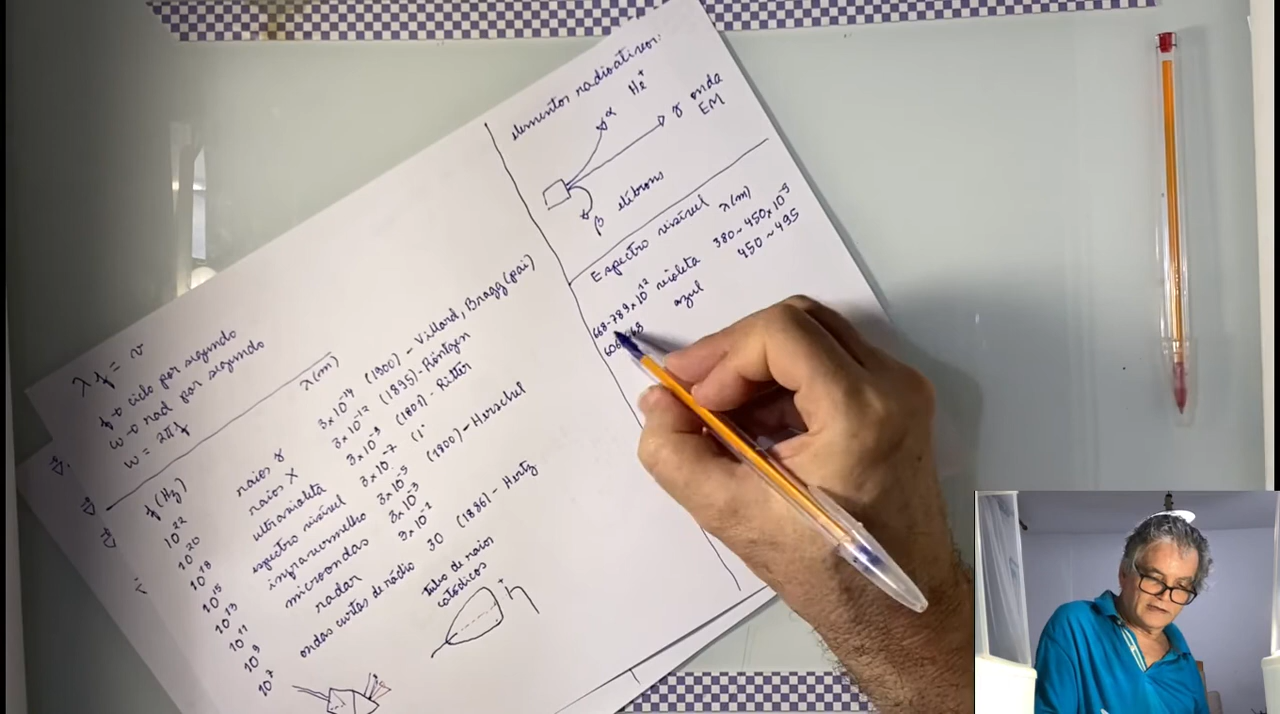 λ f = v
f → ciclo por segundo
ω → rad por segundo
ω = 2πf
f (Hz)
λ(m)
10²² raios γ 3 x 10⁻¹⁴ (1900) - Villard, Bragg (pai)
10²⁰ raios X 3 x 10⁻¹² (1895) - Röntgen
10¹⁸ ultravioleta 3 x 10⁻⁹ (1801) - Ritter
10¹⁵ espectro visível 3 x 10⁻⁷
10¹³ infravermelho 3 x 10⁻⁵ (1800) - Herschel
10¹¹ microondas 3 x 10⁻³
10⁹ radar 3 x 10⁻¹
10⁷ ondas curtas de rádio 30 (1886) - Hertz
tubo de raios
catódicos
+
elementos radioativos:
α He⁺
γ onda
EM
β elétrons
Espectro visível λ(m)
668-789 x 10¹² violeta 380 ~ 450 x 10⁻⁹
azul 450 ~ 495